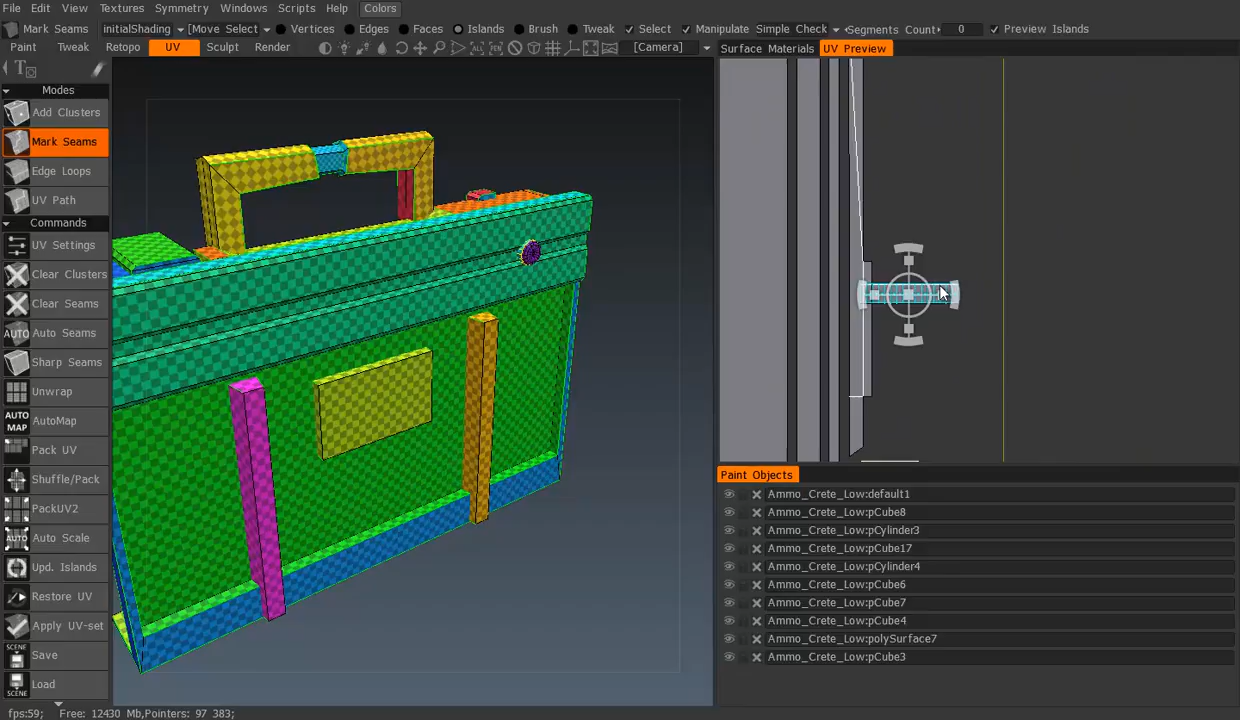 File Edit View Textures Symmetry Windows Scripts Help Colors
Mark Seams initialShading [Move Select] Vertices Edges Faces Islands Brush Tweak Select Manipulate Simple Check Segments Count 0 Preview Islands
Paint Tweak Retopo UV Sculpt Render ALL PEN [Camera] Surface Materials UV Preview
Modes
Add Clusters
Mark Seams
Edge Loops
UV Path
Commands
UV Settings
Clear Clusters
Clear Seams
AUTO Auto Seams
Sharp Seams
Unwrap
AUTO MAP AutoMap
Pack UV
Shuffle/Pack
PackUV2
AUTO Auto Scale
Upd. Islands
Restore UV
Apply UV-set
SCENE Save
Load
SCENE
Paint Objects
Ammo_Crete_Low:default1
Ammo_Crete_Low:pCube8
Ammo_Crete_Low:pCylinder3
Ammo_Crete_Low:pCube17
Ammo_Crete_Low:pCylinder4
Ammo_Crete_Low:pCube6
Ammo_Crete_Low:pCube7
Ammo_Crete_Low:pCube4
Ammo_Crete_Low:polySurface7
Ammo_Crete_Low:pCube3
fps:59; Free: 12430 Mb,Pointers: 97 383;